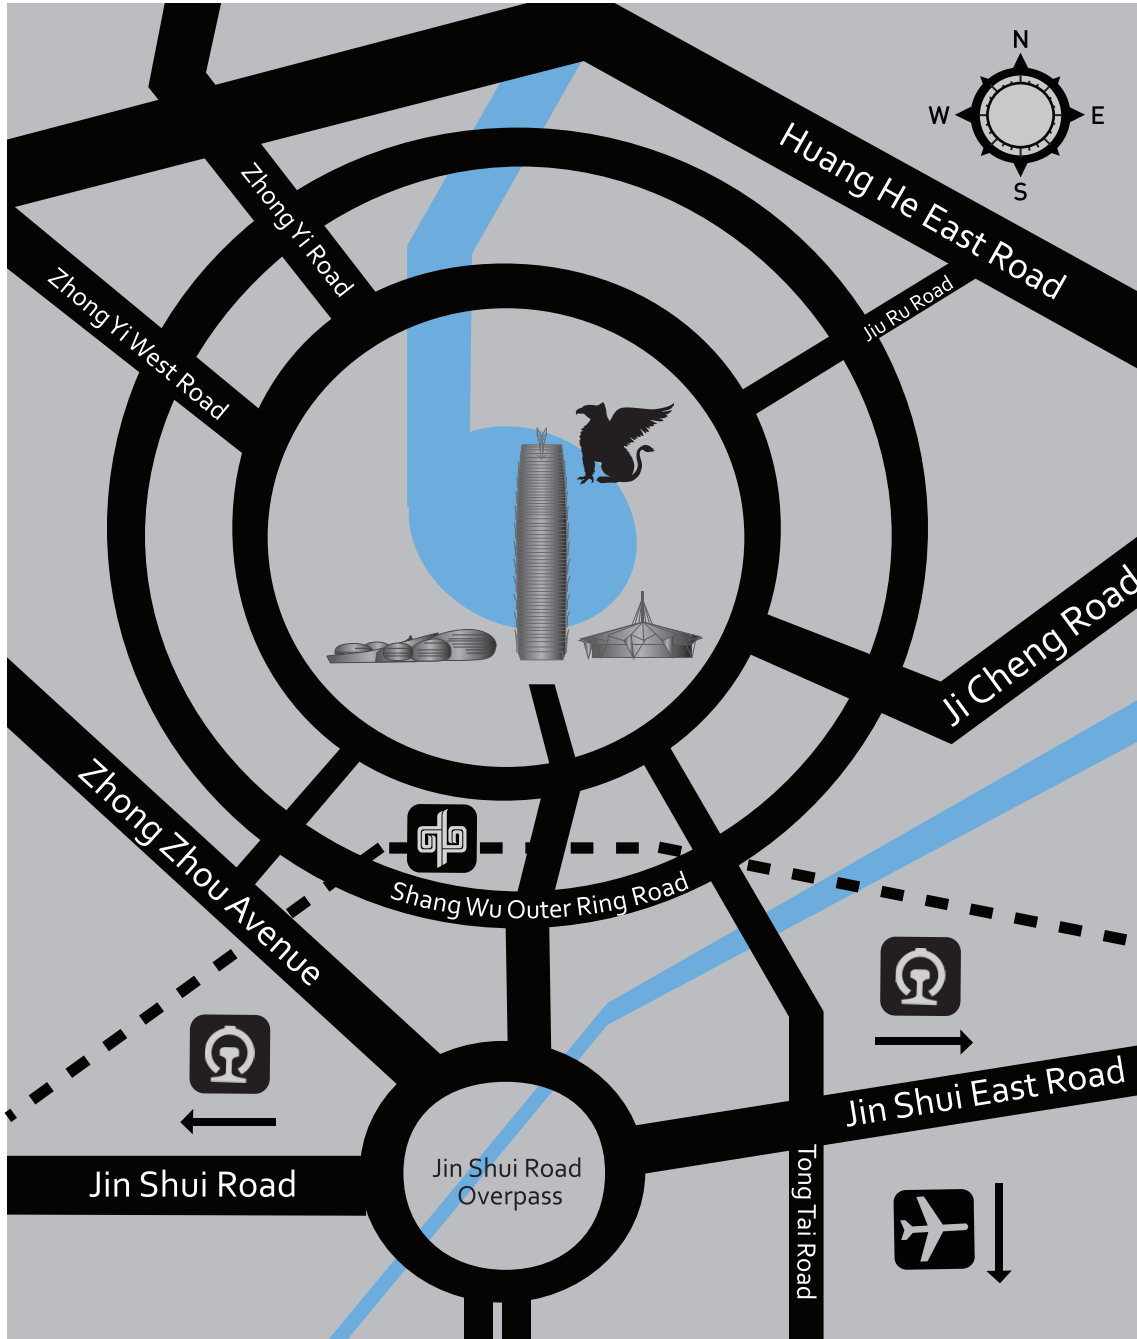 N
W
E
S
Huang He East Road
Zhong Yi Road
Zhong Yi West Road
Jiu Ru Road
Ji Cheng Road
Zhong Zhou Avenue
Shang Wu Outer Ring Road
Jin Shui East Road
Jin Shui Road
Overpass
Jin Shui Road
Tong Tai Road